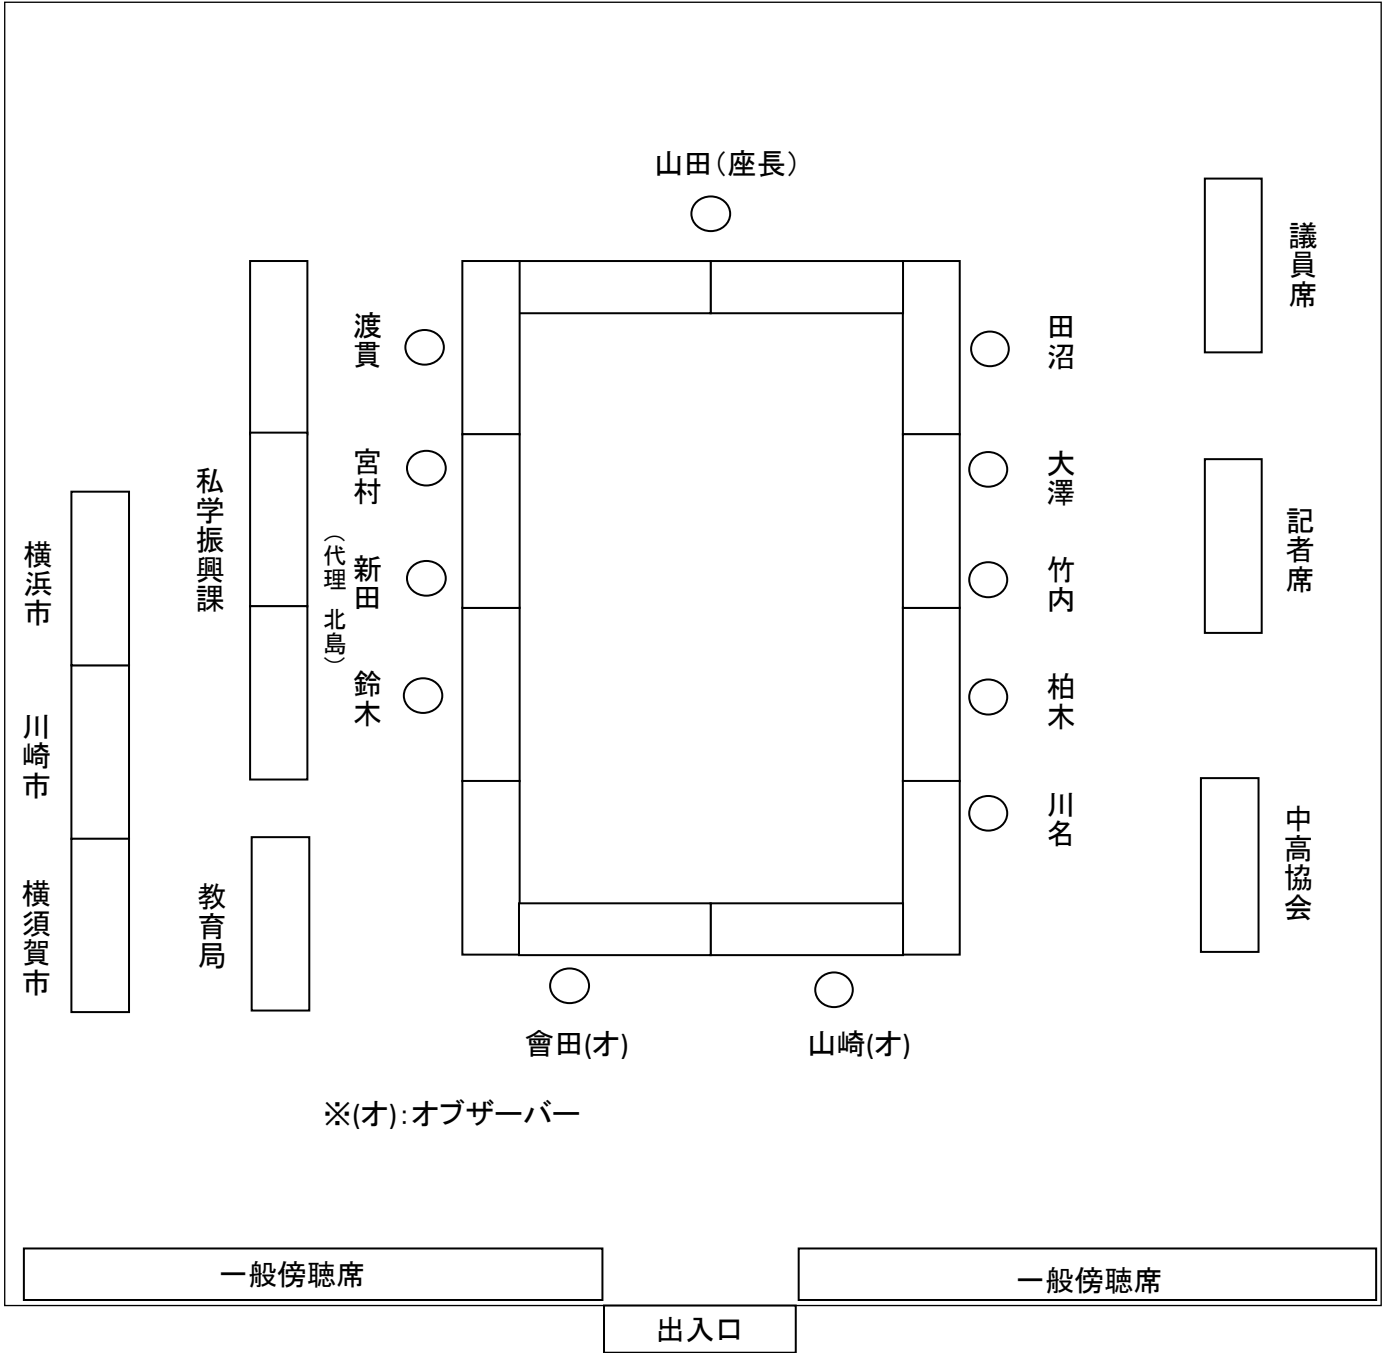 山田（座長）
議員席
渡貫
田沼
宮村
大澤
私学振興課
記者席
横浜市
新田
（代理　北島）
竹内
鈴木
柏木
川崎市
川名
中高協会
横須賀市
教育局
會田(オ)
山崎(オ)
※(オ)：オブザーバー
一般傍聴席
一般傍聴席
出入口